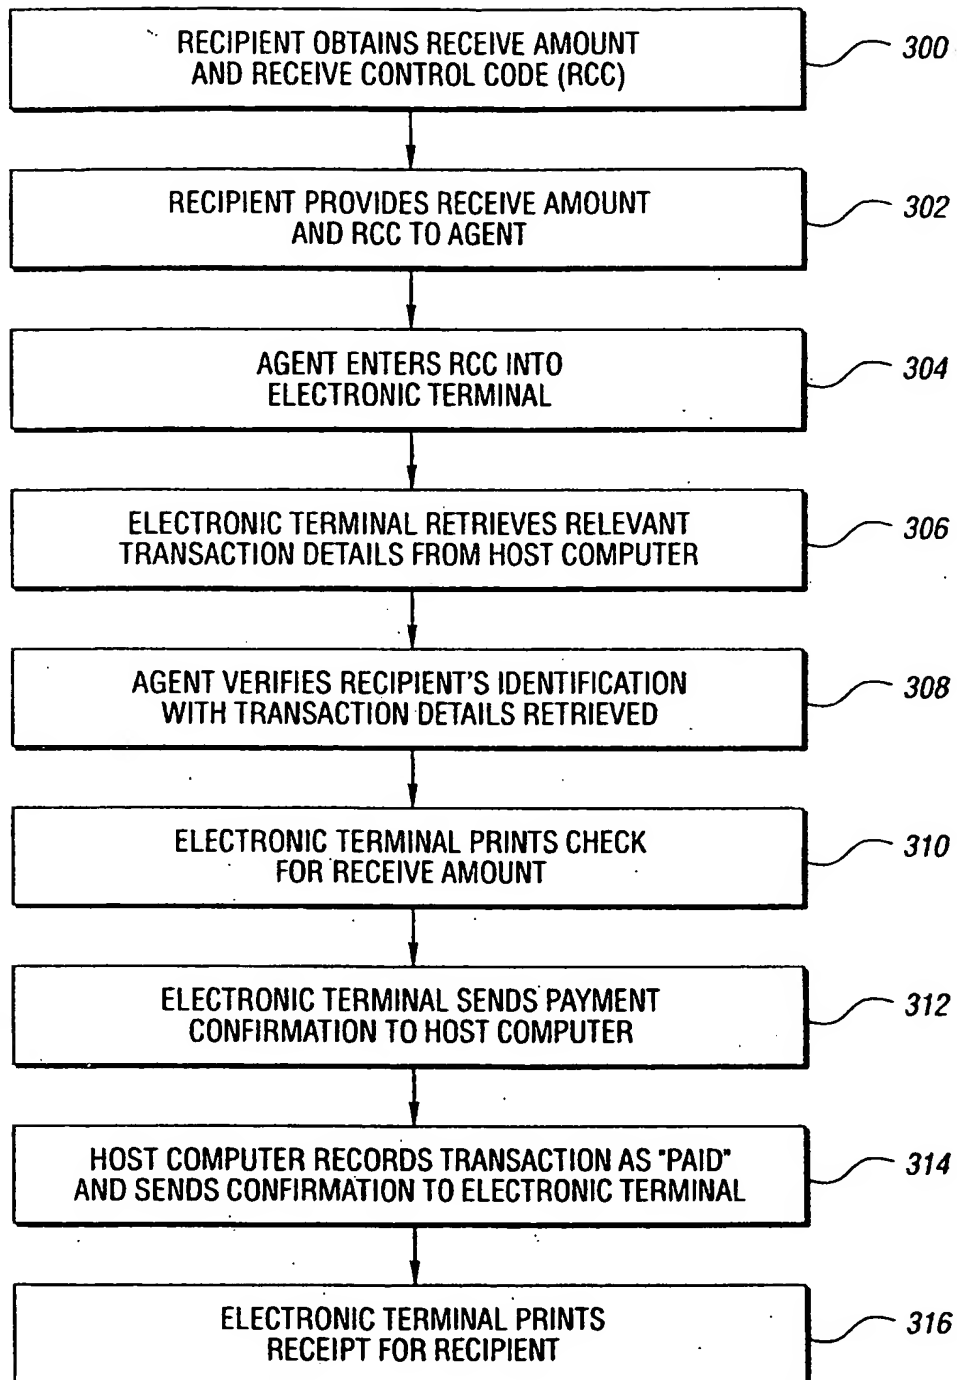 RECIPIENT OBTAINS RECEIVE AMOUNT
AND RECEIVE CONTROL CODE (RCC)
300
RECIPIENT PROVIDES RECEIVE AMOUNT
AND RCC TO AGENT
302
AGENT ENTERS RCC INTO
ELECTRONIC TERMINAL
304
ELECTRONIC TERMINAL RETRIEVES RELEVANT
TRANSACTION DETAILS FROM HOST COMPUTER
306
AGENT VERIFIES RECIPIENT'S IDENTIFICATION
WITH TRANSACTION DETAILS RETRIEVED
308
ELECTRONIC TERMINAL PRINTS CHECK
FOR RECEIVE AMOUNT
310
ELECTRONIC TERMINAL SENDS PAYMENT
CONFIRMATION TO HOST COMPUTER
312
HOST COMPUTER RECORDS TRANSACTION AS "PAID"
AND SENDS CONFIRMATION TO ELECTRONIC TERMINAL
314
ELECTRONIC TERMINAL PRINTS
RECEIPT FOR RECIPIENT
316